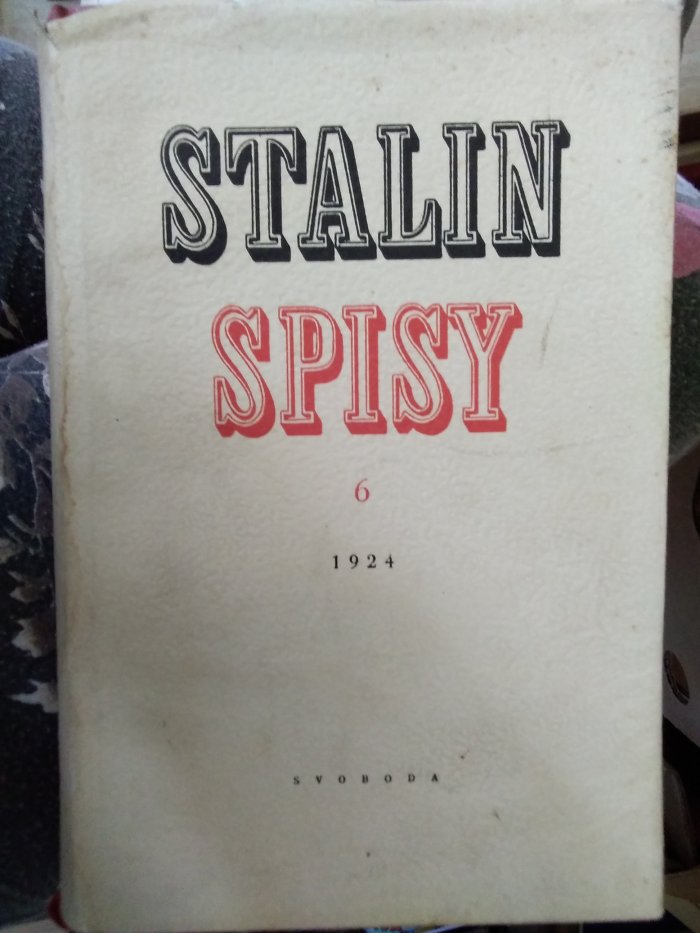 STALIN
SPISY
6
1924
SVOBODA